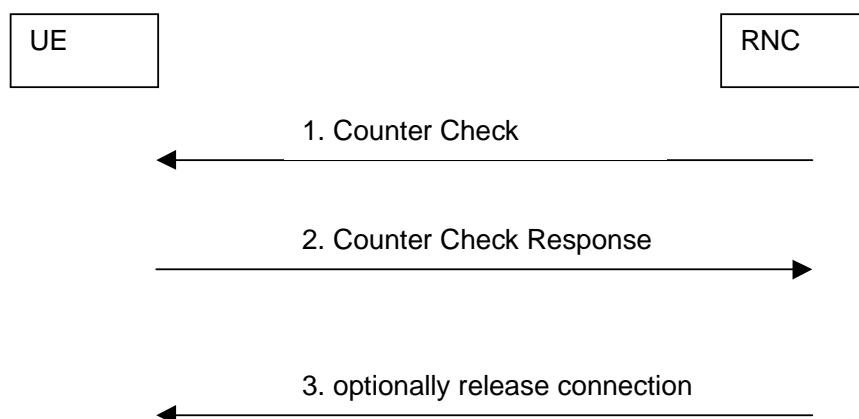 UE
RNC
1. Counter Check
2. Counter Check Response
3. optionally release connection